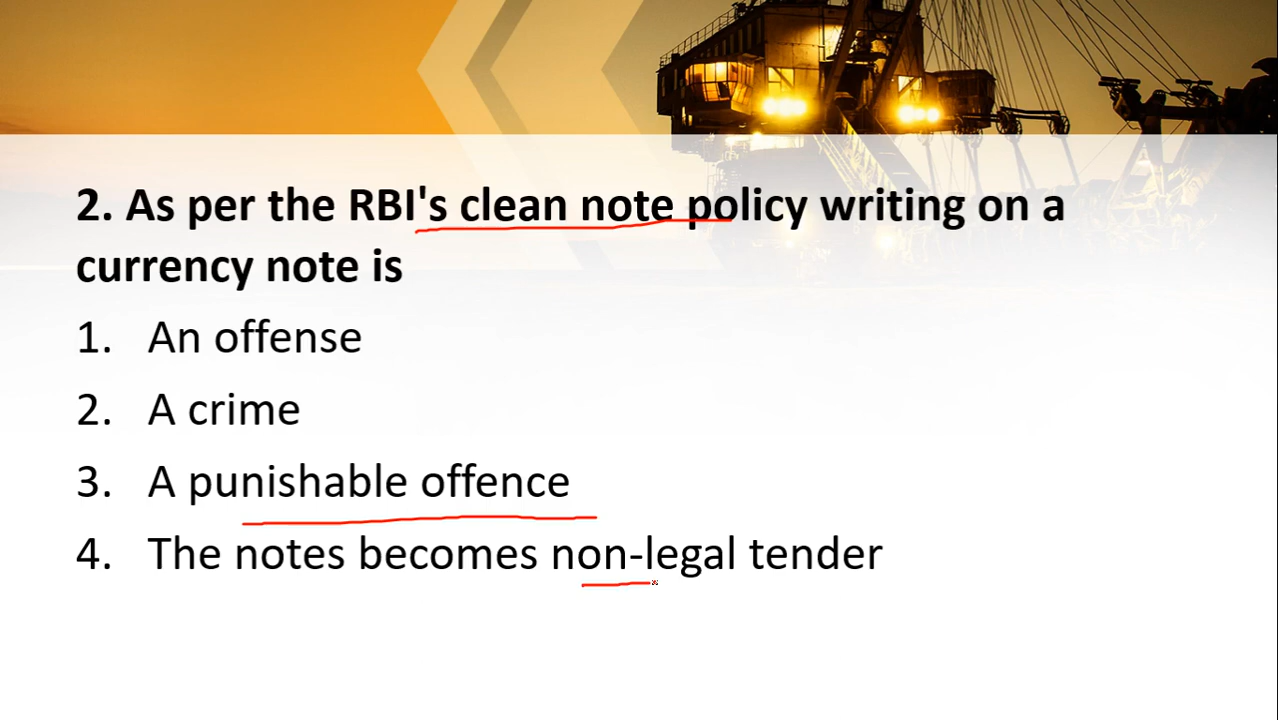 2. As per the RBI's clean note policy writing on a
currency note is
1. An offense
2. A crime
3. A punishable offence
4. The notes becomes non-legal tender